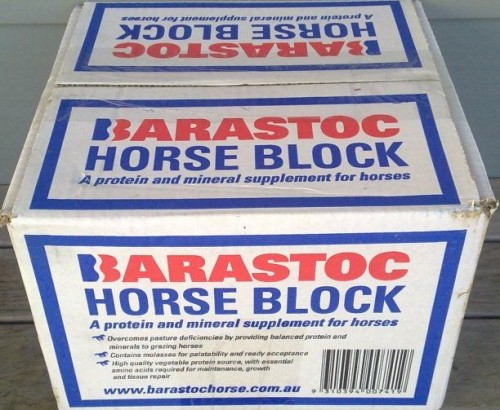 A protein and mineral supplement for horses
HORSE BLOCK
BARASTOC
BARASTOC
HORSE BLOCK
A protein and mineral supplement for horses
BARASTOC
HORSE BLOCK
A protein and mineral supplement for horses
Overcomes pasture deficiencies by providing balanced protein and
minerals to grazing horses
Contains molasses for palatability and ready acceptance
High quality vegetable protein source, with essential
amino acids required for maintenance, growth
and tissue repair
www.barastochorse.com.au
9 310394 007419